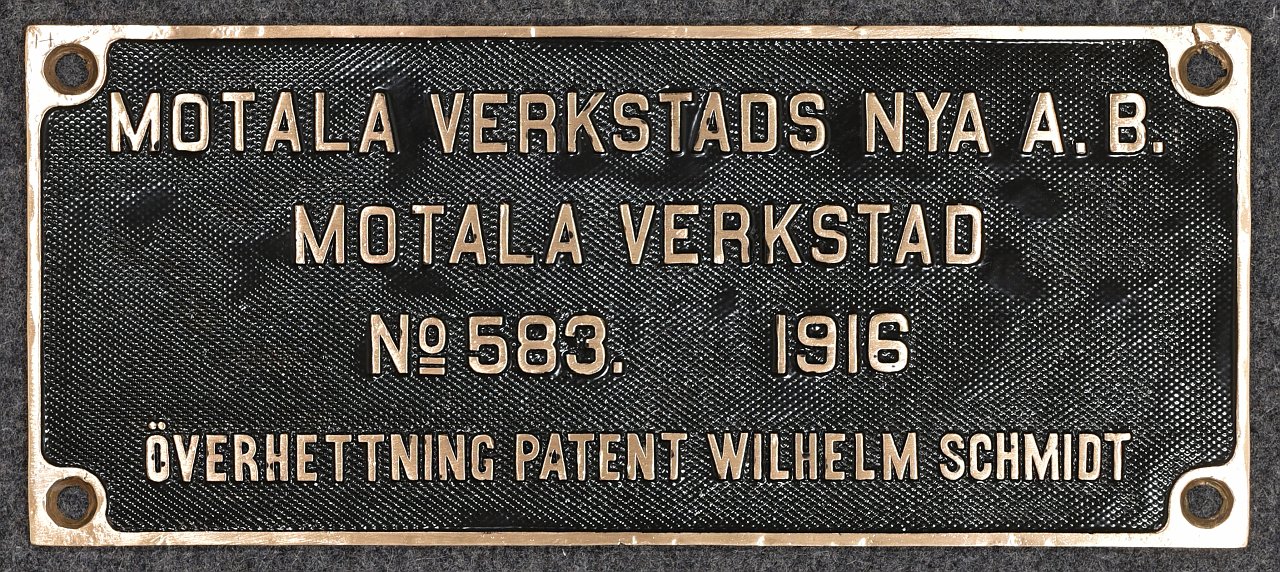 MOTALA VERKSTADS NYA A.B.
MOTALA VERKSTAD
Nº 583. 1916
ÖVERHETTNING PATENT WILHELM SCHMIDT